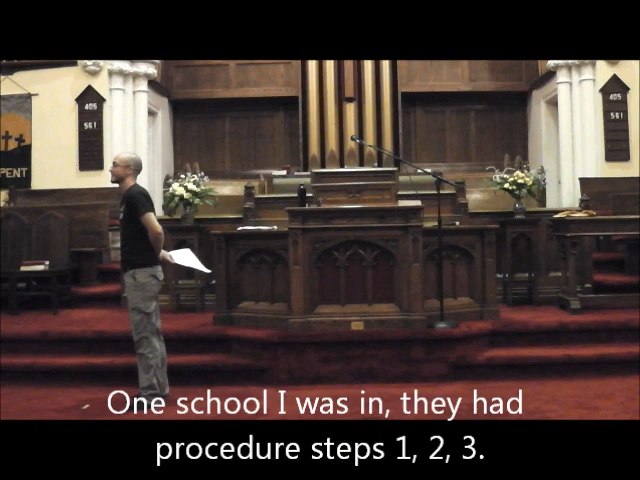 405
561
PENT
405
561
One school I was in, they had
procedure steps 1, 2, 3.